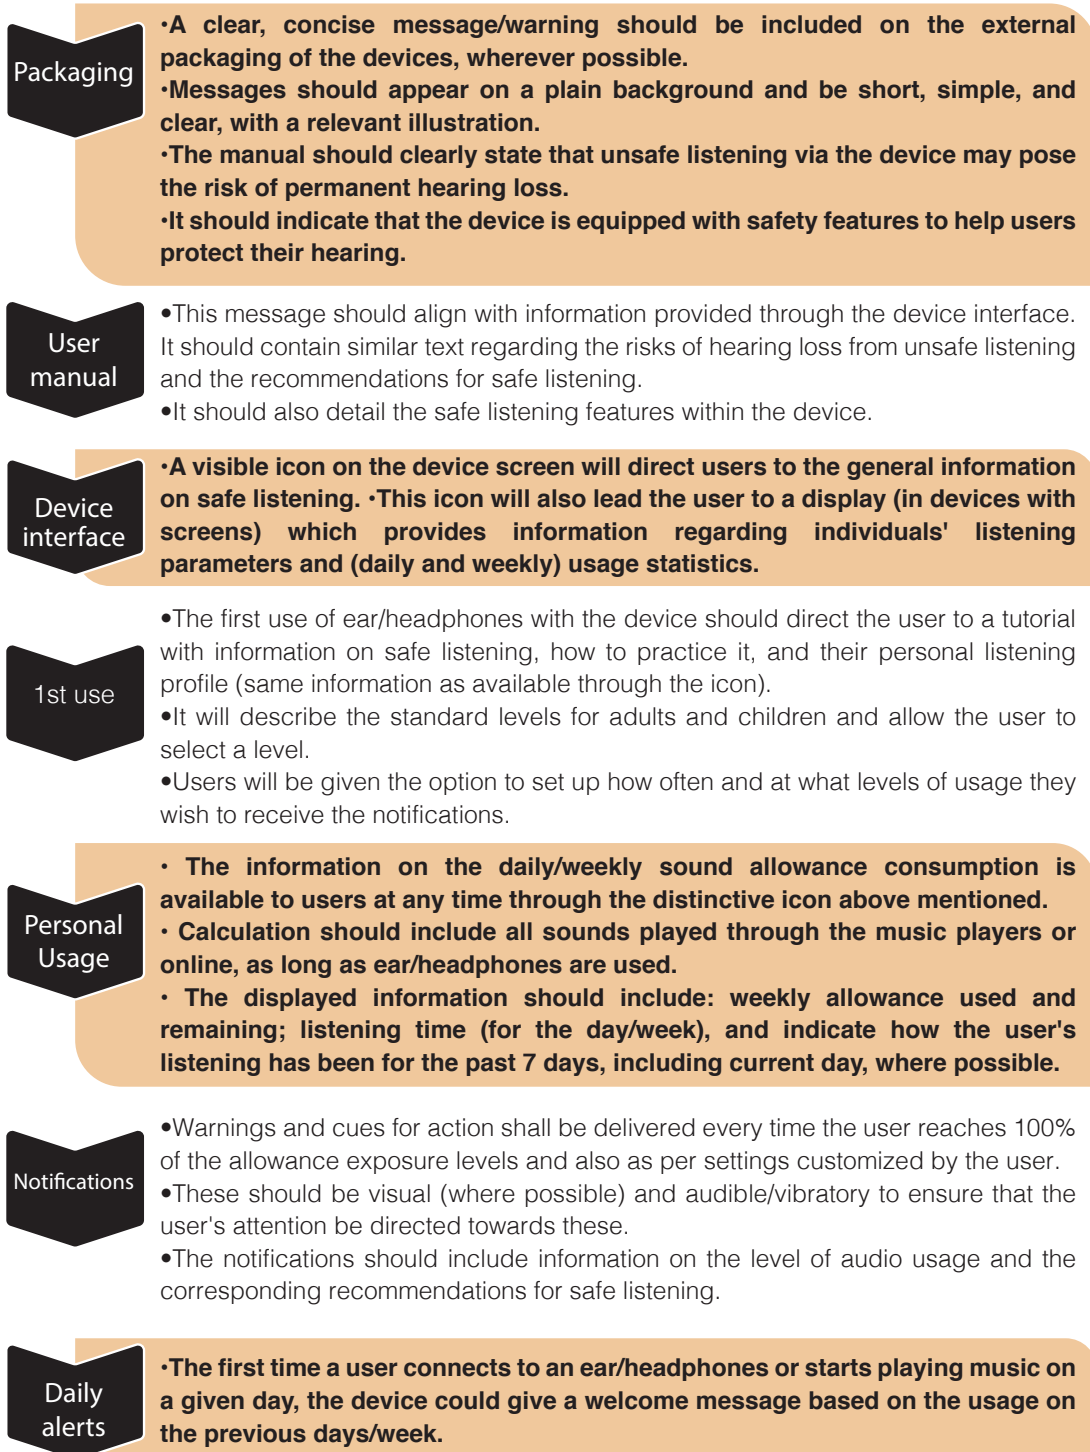 Packaging
•A clear, concise message/warning should be included on the external
packaging of the devices, wherever possible.
•Messages should appear on a plain background and be short, simple, and
clear, with a relevant illustration.
•The manual should clearly state that unsafe listening via the device may pose
the risk of permanent hearing loss.
•It should indicate that the device is equipped with safety features to help users
protect their hearing.
User
manual
•This message should align with information provided through the device interface.
It should contain similar text regarding the risks of hearing loss from unsafe listening
and the recommendations for safe listening.
•It should also detail the safe listening features within the device.
Device
interface
•A visible icon on the device screen will direct users to the general information
on safe listening. •This icon will also lead the user to a display (in devices with
screens) which provides information regarding individuals' listening
parameters and (daily and weekly) usage statistics.
1st use
•The first use of ear/headphones with the device should direct the user to a tutorial
with information on safe listening, how to practice it, and their personal listening
profile (same information as available through the icon).
•It will describe the standard levels for adults and children and allow the user to
select a level.
•Users will be given the option to set up how often and at what levels of usage they
wish to receive the notifications.
Personal
Usage
• The information on the daily/weekly sound allowance consumption is
available to users at any time through the distinctive icon above mentioned.
• Calculation should include all sounds played through the music players or
online, as long as ear/headphones are used.
• The displayed information should include: weekly allowance used and
remaining; listening time (for the day/week), and indicate how the user's
listening has been for the past 7 days, including current day, where possible.
Notifications
•Warnings and cues for action shall be delivered every time the user reaches 100%
of the allowance exposure levels and also as per settings customized by the user.
•These should be visual (where possible) and audible/vibratory to ensure that the
user's attention be directed towards these.
•The notifications should include information on the level of audio usage and the
corresponding recommendations for safe listening.
Daily
alerts
•The first time a user connects to an ear/headphones or starts playing music on
a given day, the device could give a welcome message based on the usage on
the previous days/week.